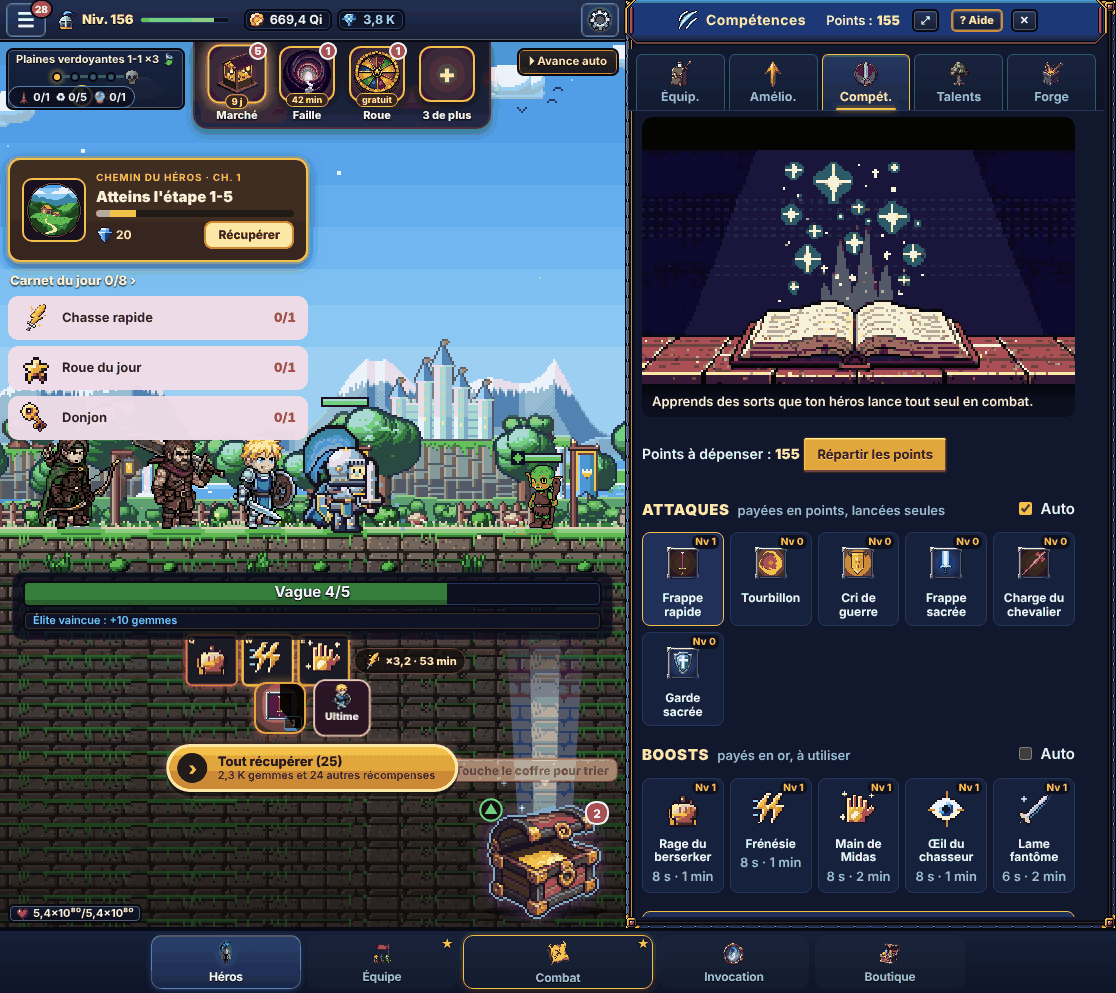 28
Niv. 156
669,4 Qi
3,8 K
Plaines verdoyantes 1-1 ×3
0/1
0/5
0/1
5
9 j
Marché
1
42 min
Faille
1
gratuit
Roue
+
3 de plus
Avance auto
CHEMIN DU HÉROS · CH. 1
Atteins l'étape 1-5
20
Récupérer
Carnet du jour 0/8 ›
Chasse rapide
0/1
Roue du jour
0/1
Donjon
0/1
Vague 4/5
Élite vaincue : +10 gemmes
×3,2 · 53 min
Ultime
Tout récupérer (25)
2,3 K gemmes et 24 autres récompenses
ouche le coffre pour trier
2
5,4×10⁸⁰/5,4×10⁸⁰
Compétences
Points : 155
? Aide
×
Équip.
Amélio.
Compét.
Talents
Forge
Apprends des sorts que ton héros lance tout seul en combat.
Points à dépenser : 155
Répartir les points
ATTAQUES payées en points, lancées seules
Auto
Nv 1
Frappe
rapide
Nv 0
Tourbillon
Nv 0
Cri de
guerre
Nv 0
Frappe
sacrée
Nv 0
Charge du
chevalier
Nv 0
Garde
sacrée
BOOSTS payés en or, à utiliser
Auto
Nv 1
Rage du
berserker
8 s · 1 min
Nv 1
Frénésie
8 s · 1 min
Nv 1
Main de
Midas
8 s · 2 min
Nv 1
Œil du
chasseur
8 s · 1 min
Nv 1
Lame
fantôme
6 s · 2 min
Héros
Équipe
Combat
Invocation
Boutique